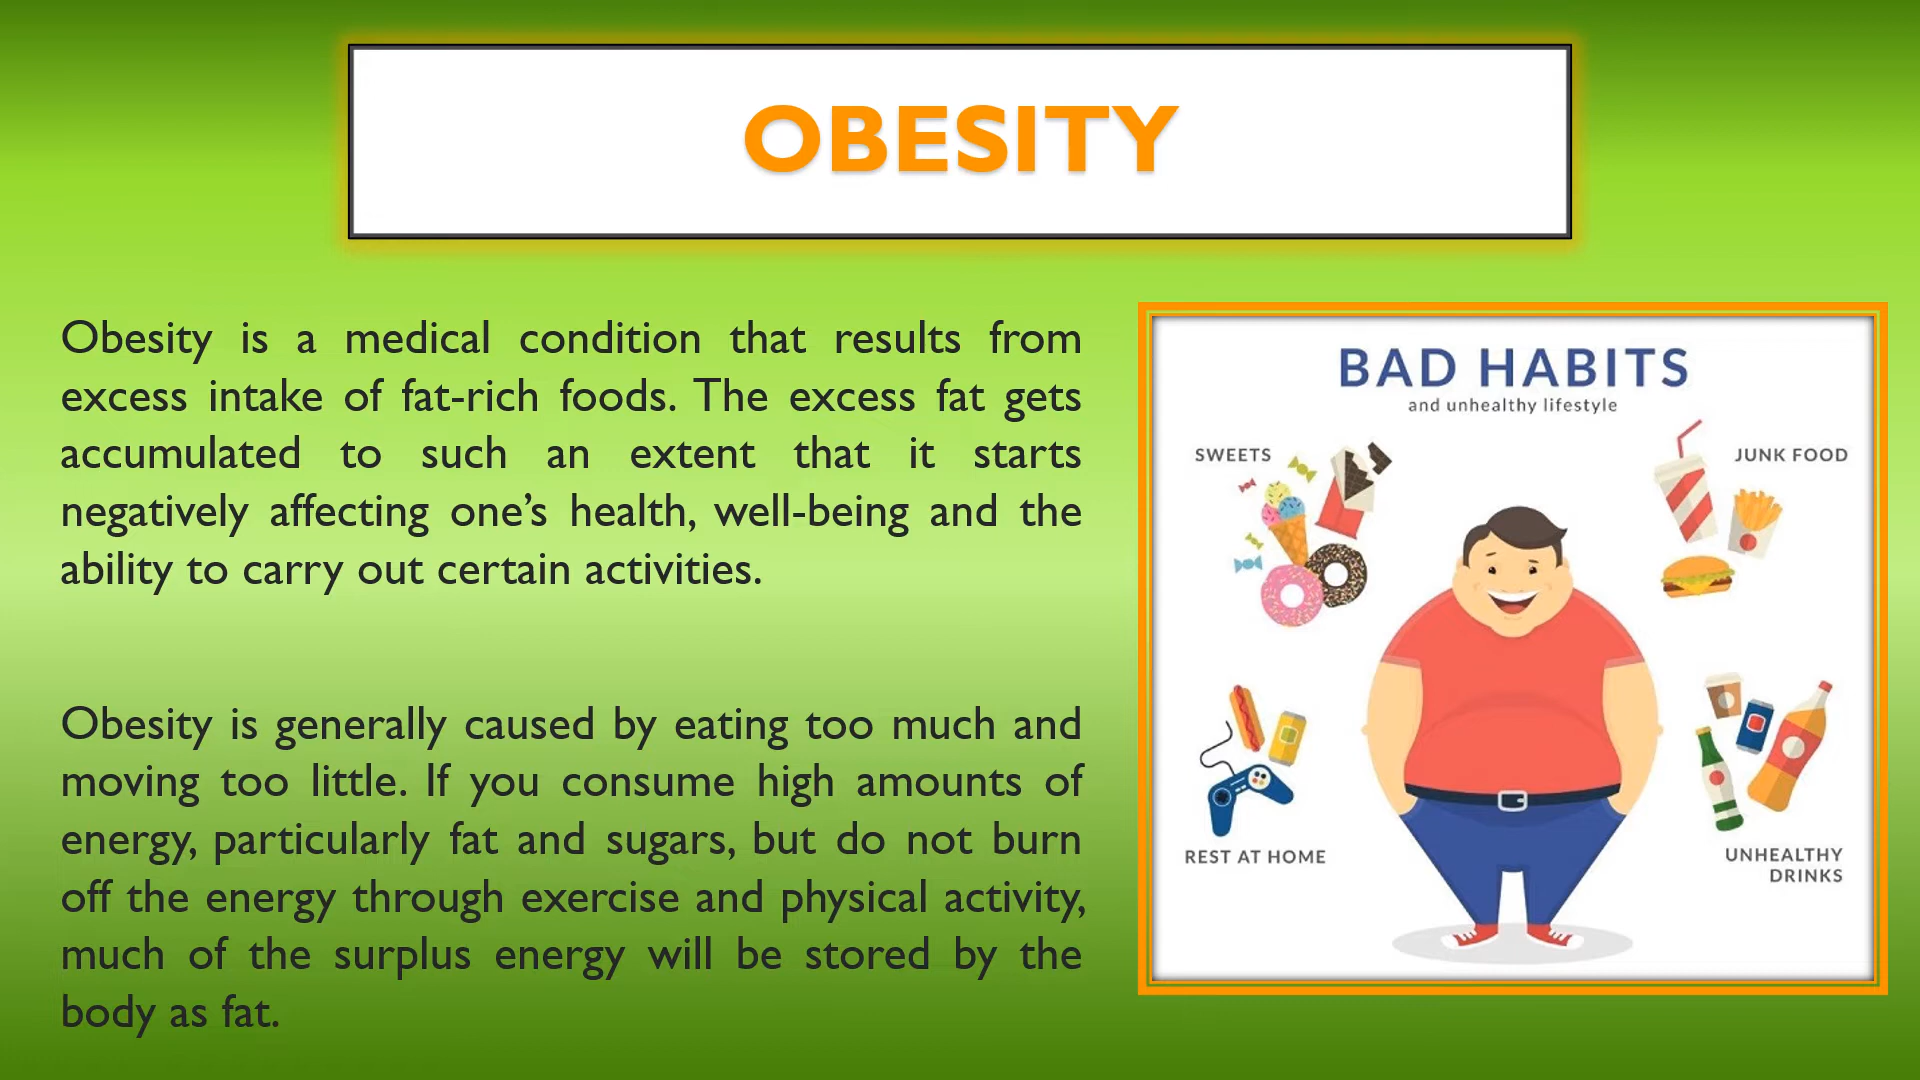 OBESITY
Obesity is a medical condition that results from
excess intake of fat-rich foods. The excess fat gets
accumulated to such an extent that it starts
negatively affecting one’s health, well-being and the
ability to carry out certain activities.
Obesity is generally caused by eating too much and
moving too little. If you consume high amounts of
energy, particularly fat and sugars, but do not burn
off the energy through exercise and physical activity,
much of the surplus energy will be stored by the
body as fat.
BAD HABITS
and unhealthy lifestyle
SWEETS
JUNK FOOD
REST AT HOME
UNHEALTHY
DRINKS